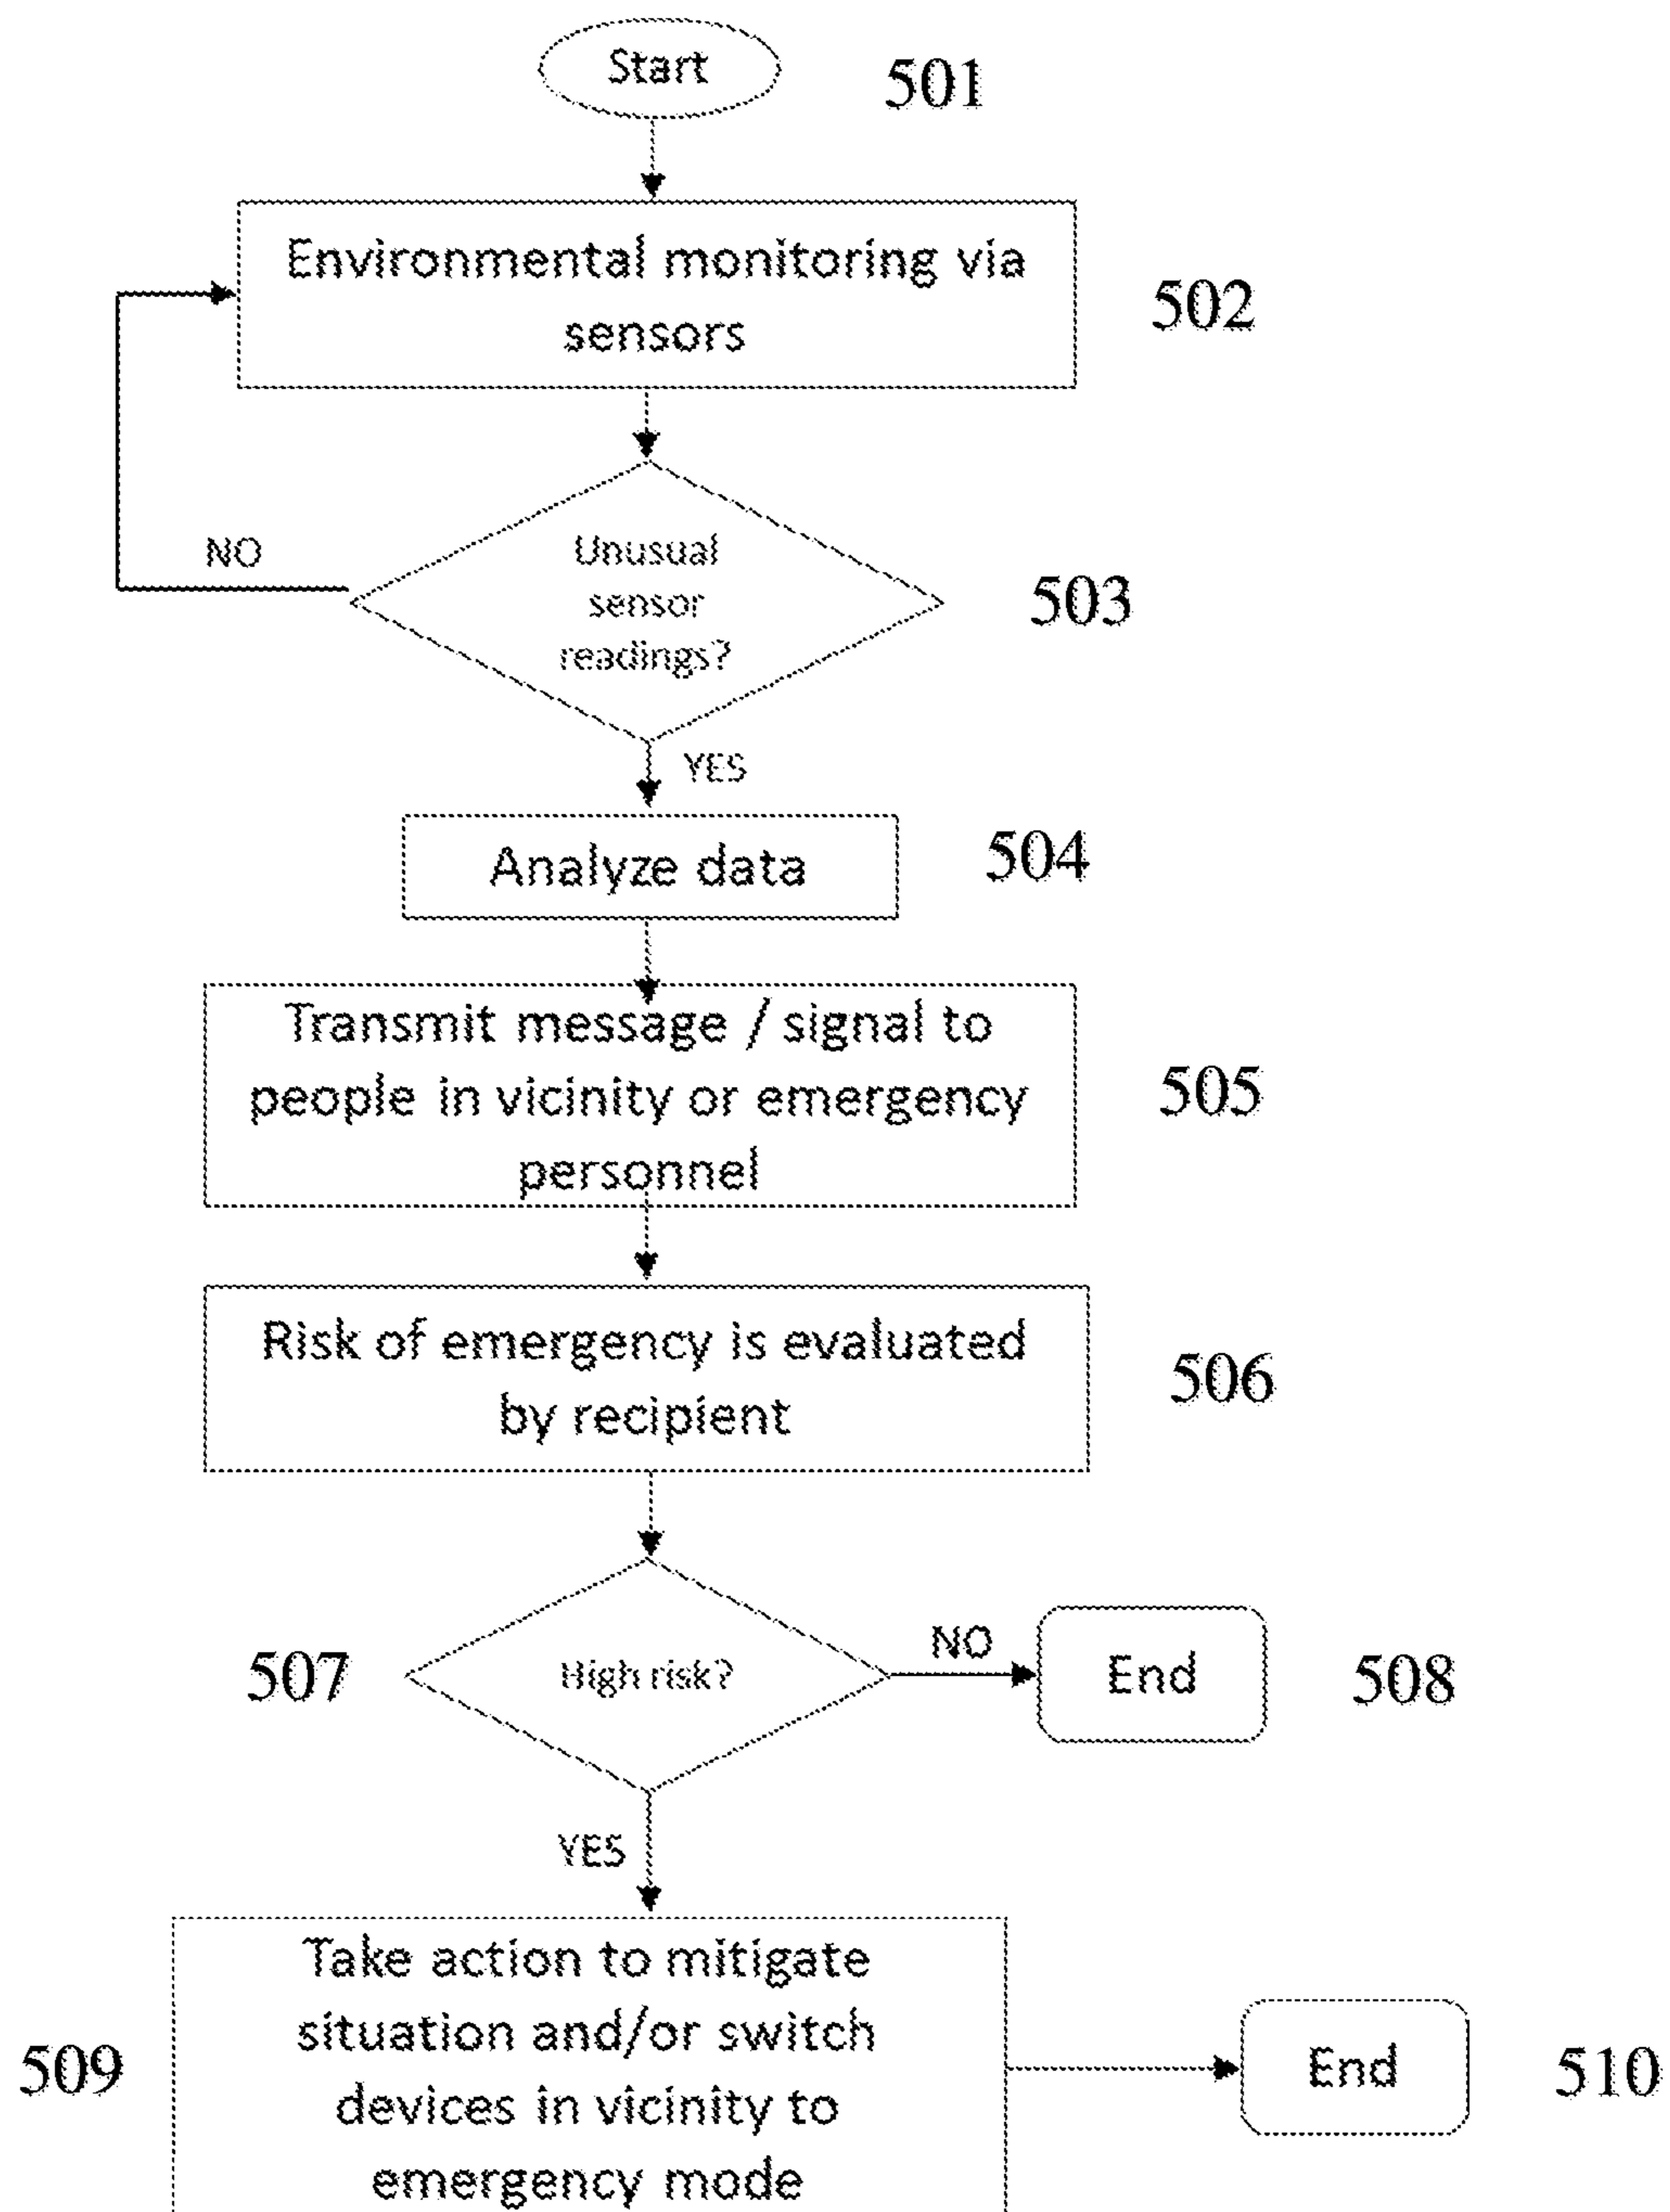 Start
501
Environmental monitoring via
sensors
502
NO
Unusual
sensor
readings?
503
YES
Analyze data
504
Transmit message / signal to
people in vicinity or emergency
personnel
505
Risk of emergency is evaluated
by recipient
506
507
High risk?
NO
End
508
YES
Take action to mitigate
situation and/or switch
devices in vicinity to
emergency mode
509
End
510